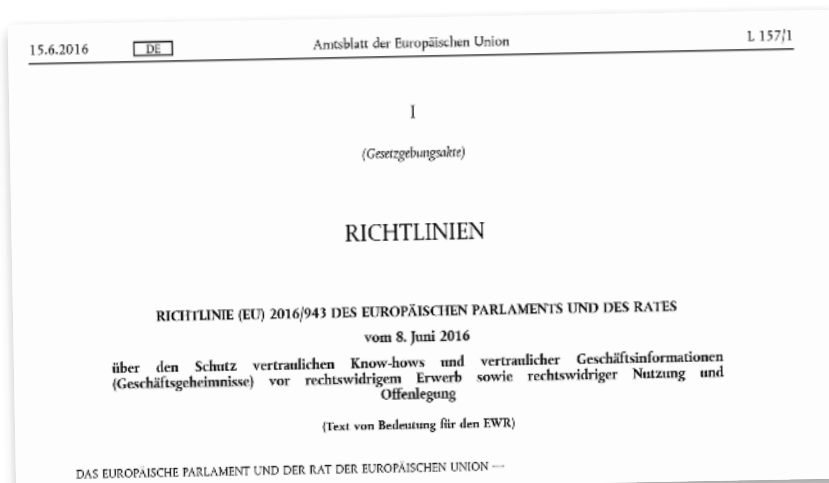 15.6.2016 DE Amtsblatt der Europäischen Union L 157/1
I
(Gesetzgebungsakte)
RICHTLINIEN
RICHTLINIE (EU) 2016/943 DES EUROPÄISCHEN PARLAMENTS UND DES RATES
vom 8. Juni 2016
über den Schutz vertraulichen Know-hows und vertraulicher Geschäftsinformationen
(Geschäftsgeheimnisse) vor rechtswidrigem Erwerb sowie rechtswidriger Nutzung und
Offenlegung
(Text von Bedeutung für den EWR)
DAS EUROPÄISCHE PARLAMENT UND DER RAT DER EUROPÄISCHEN UNION —